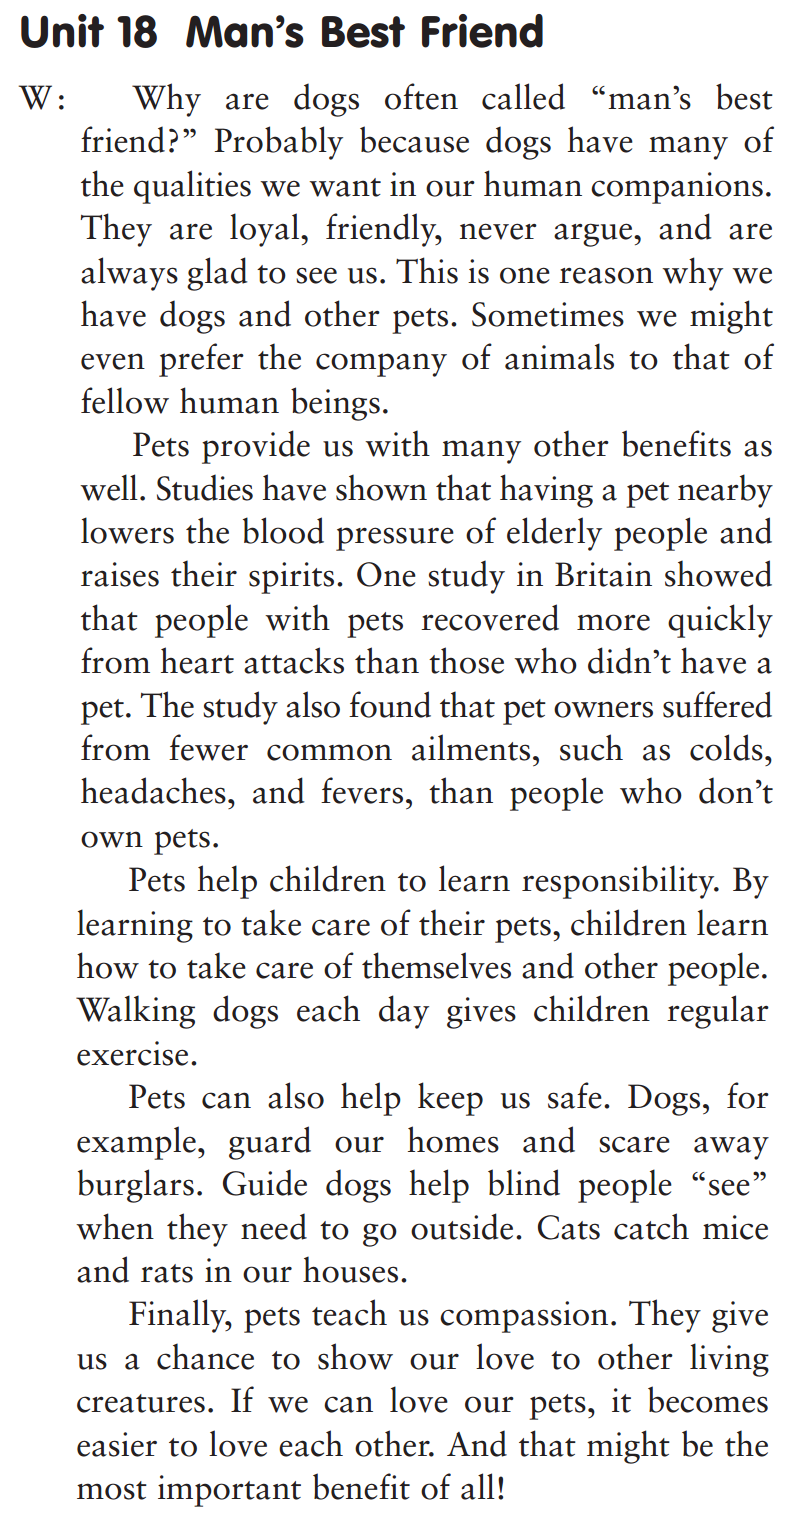 Unit 18 Man’s Best Friend
W: Why are dogs often called “man’s best
friend?” Probably because dogs have many of
the qualities we want in our human companions.
They are loyal, friendly, never argue, and are
always glad to see us. This is one reason why we
have dogs and other pets. Sometimes we might
even prefer the company of animals to that of
fellow human beings.
Pets provide us with many other benefits as
well. Studies have shown that having a pet nearby
lowers the blood pressure of elderly people and
raises their spirits. One study in Britain showed
that people with pets recovered more quickly
from heart attacks than those who didn’t have a
pet. The study also found that pet owners suffered
from fewer common ailments, such as colds,
headaches, and fevers, than people who don’t
own pets.
Pets help children to learn responsibility. By
learning to take care of their pets, children learn
how to take care of themselves and other people.
Walking dogs each day gives children regular
exercise.
Pets can also help keep us safe. Dogs, for
example, guard our homes and scare away
burglars. Guide dogs help blind people “see”
when they need to go outside. Cats catch mice
and rats in our houses.
Finally, pets teach us compassion. They give
us a chance to show our love to other living
creatures. If we can love our pets, it becomes
easier to love each other. And that might be the
most important benefit of all!